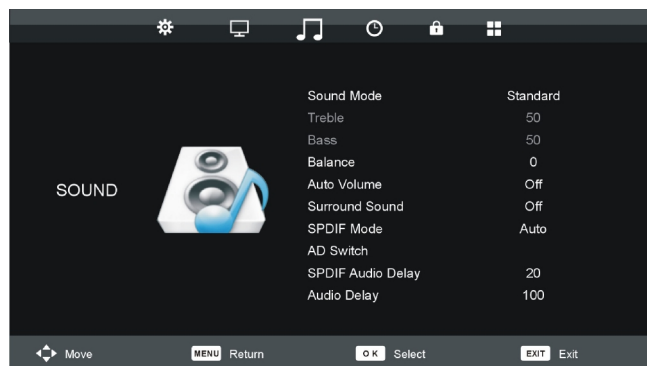 Sound Mode Standard
Treble 50
Bass 50
Balance 0
SOUND
Auto Volume Off
Surround Sound Off
SPDIF Mode Auto
AD Switch
SPDIF Audio Delay 20
Audio Delay 100
Move MENU Return OK Select EXIT Exit